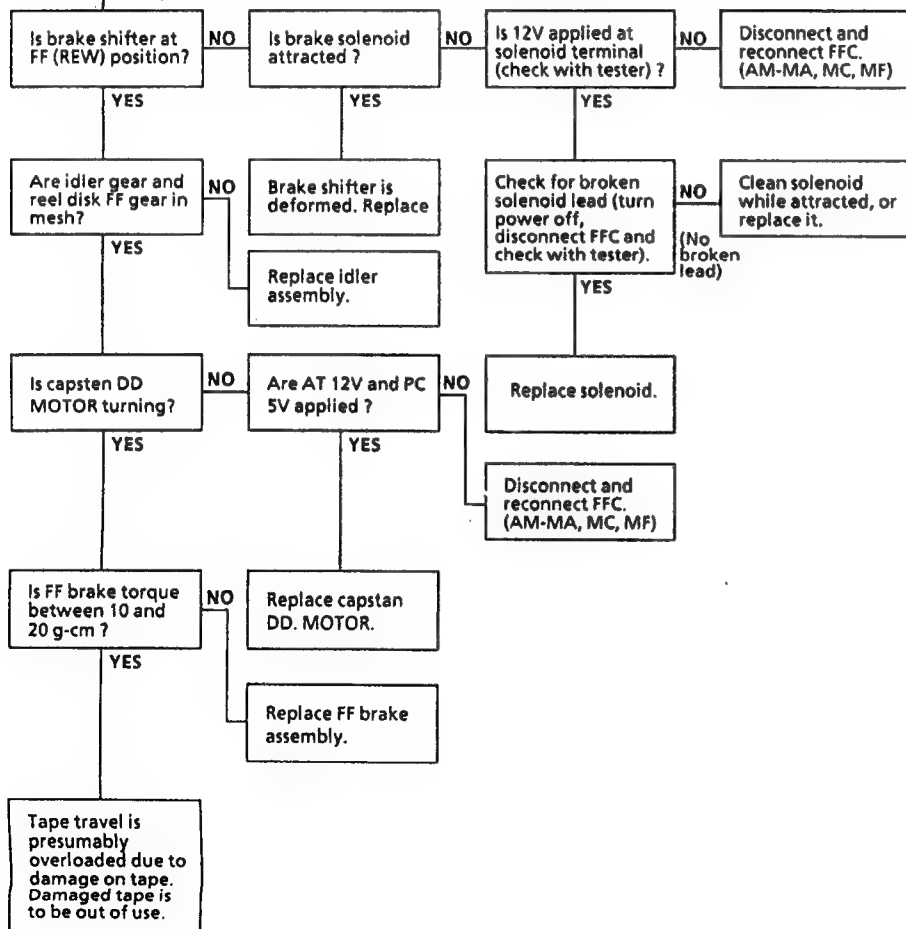 Is brake shifter at
FF (REW) position?
NO
Is brake solenoid
attracted ?
NO
Is 12V applied at
solenoid terminal
(check with tester) ?
NO
Disconnect and
reconnect FFC.
(AM-MA, MC, MF)
YES
YES
YES
Are idler gear and
reel disk FF gear in
mesh?
NO
Brake shifter is
deformed. Replace
Check for broken
solenoid lead (turn
power off,
disconnect FFC and
check with tester).
NO
(No
broken
lead)
Clean solenoid
while attracted, or
replace it.
YES
Replace idler
assembly.
YES
Is capsten DD
MOTOR turning?
NO
Are AT 12V and PC
5V applied ?
NO
Replace solenoid.
YES
YES
Disconnect and
reconnect FFC.
(AM-MA, MC, MF)
Is FF brake torque
between 10 and
20 g-cm ?
NO
Replace capstan
DD. MOTOR.
YES
Replace FF brake
assembly.
Tape travel is
presumably
overloaded due to
damage on tape.
Damaged tape is
to be out of use.